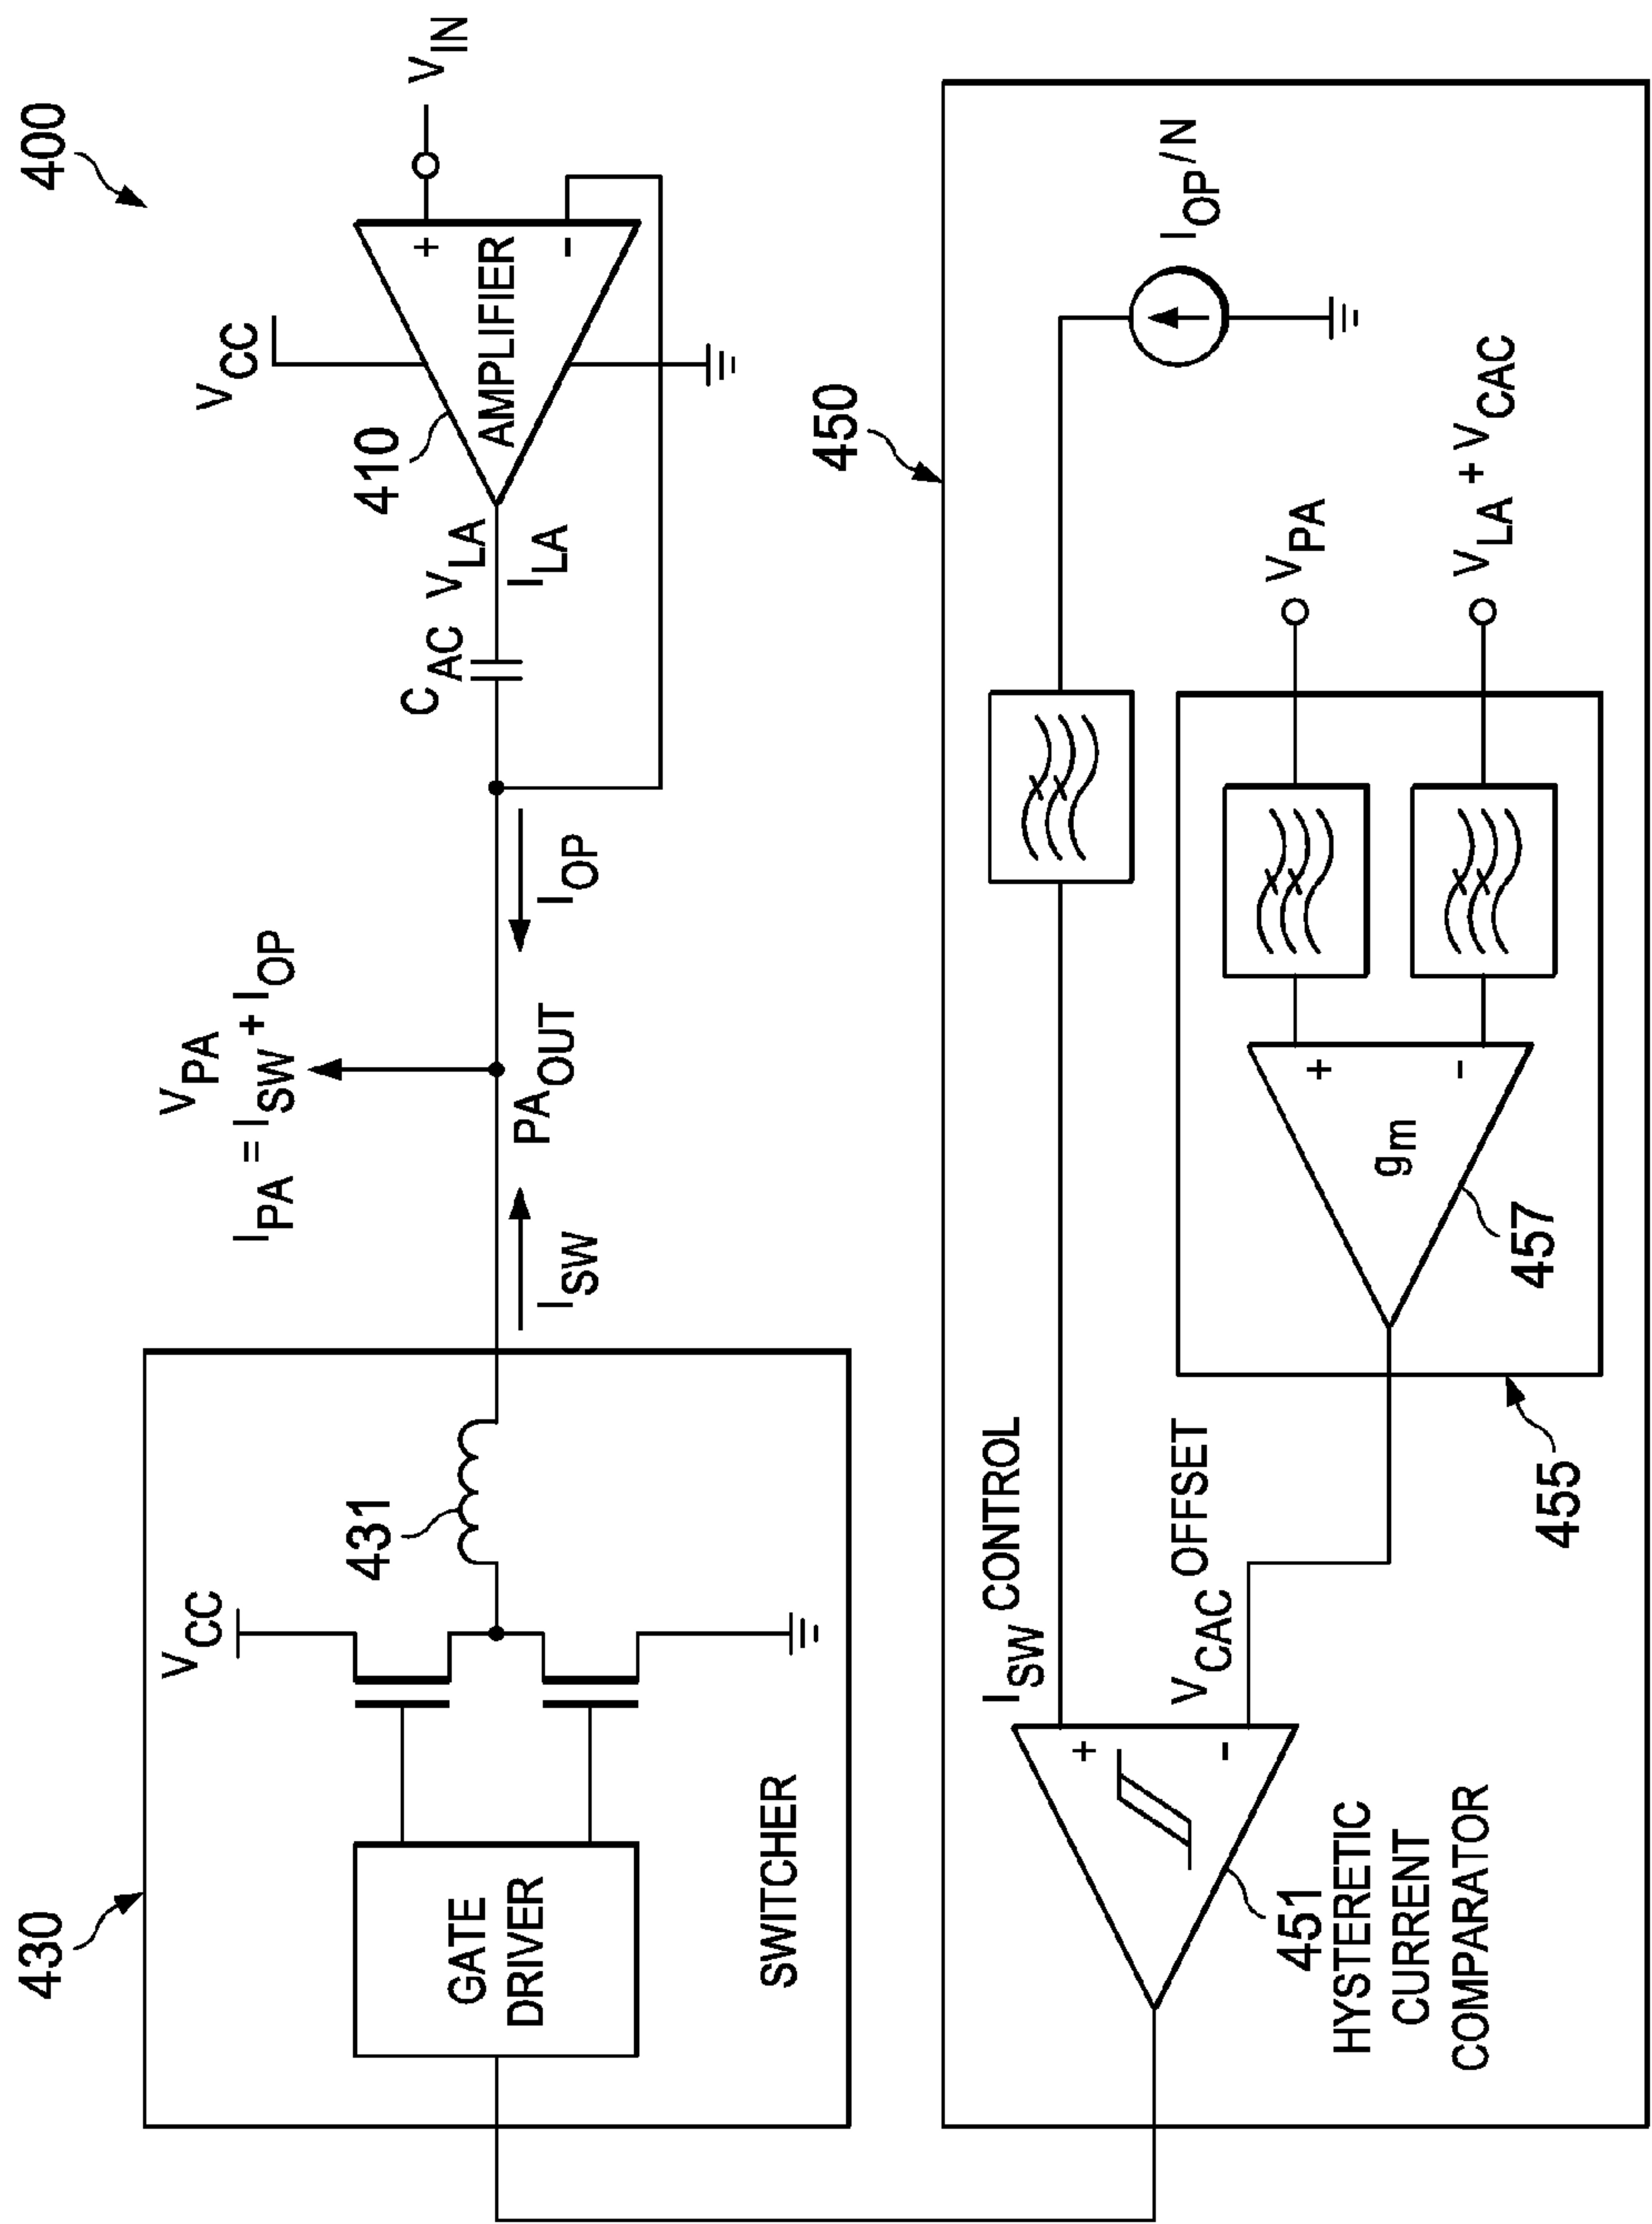 400
430
V_CC
431
V_PA
I_PA = I_SW + I_OP
C_AC
V_LA
I_LA
410
V_CC
+
AMPLIFIER
-
V_IN
GATE
DRIVER
SWITCHER
I_SW
PA_OUT
I_OP
450
I_SW CONTROL
V_CAC OFFSET
+
-
451
HYSTERETIC
CURRENT
COMPARATOR
455
g_m
+
-
457
V_PA
V_LA + V_CAC
I_OP/N